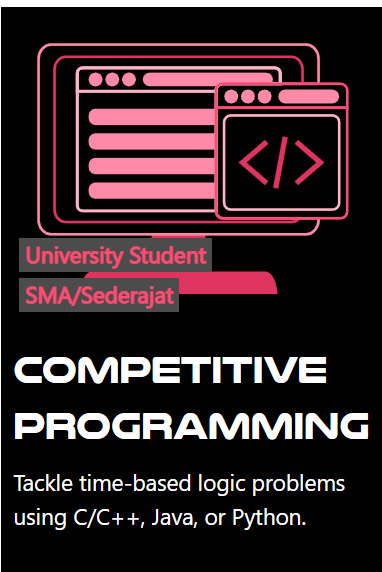 </>
University Student
SMA/Sederajat
COMPETITIVE
PROGRAMMING
Tackle time-based logic problems
using C/C++, Java, or Python.